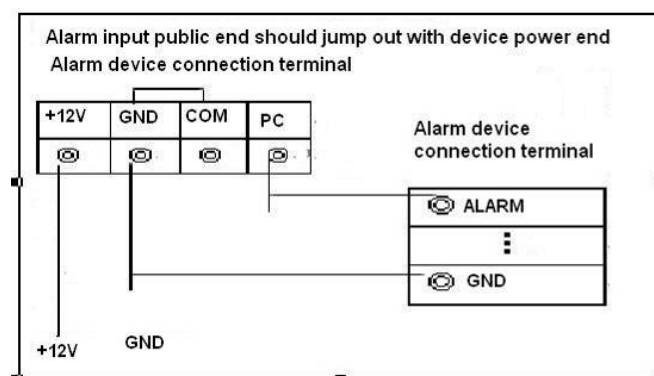 Alarm input public end should jump out with device power end
Alarm device connection terminal
+12V GND COM PC
Alarm device
connection terminal
ALARM
GND
+12V GND